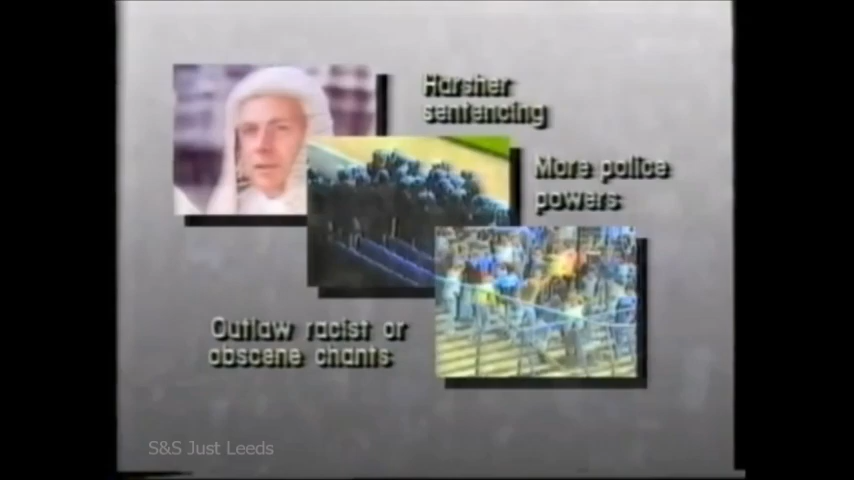 Harsher
sentencing
More police
powers
Outlaw racist or
obscene chants
S&S Just Leeds